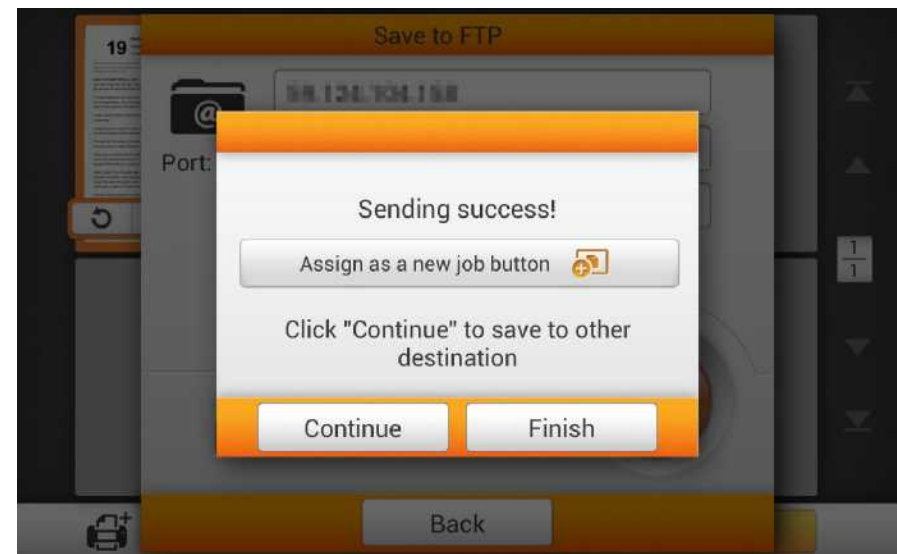 19
Save to FTP
@
Port:
Sending success!
Assign as a new job button
Click "Continue" to save to other
destination
Continue
Finish
1
1
Back